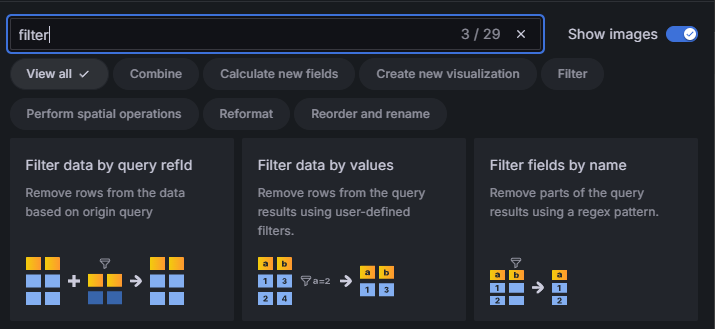 filter 3 / 29
Show images
View all Combine Calculate new fields Create new visualization Filter
Perform spatial operations Reformat Reorder and rename
Filter data by query refId
Remove rows from the data
based on origin query
Filter data by values
Remove rows from the query
results using user-defined
filters.
a b
1 3
2 4
a=2
a b
1 3
Filter fields by name
Remove parts of the query
results using a regex pattern.
a b
1
2
a
1
2